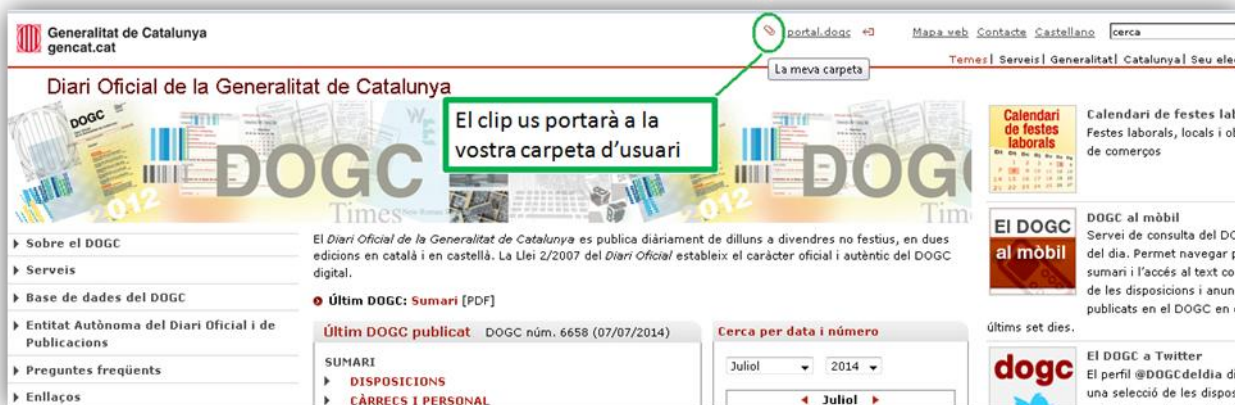 Generalitat de Catalunya
gencat.cat
portal.dogc
Mapa web Contacte Castellano
cerca
La meva carpeta
Temes| Serveis| Generalitat| Catalunya| Seu
Diari Oficial de la Generalitat de Catalunya
El clip us portarà a la
vostra carpeta d'usuari
DOGC
DOGC
2012
DOGC
2012
DOGC
Times New Roman
Tim
Sobre el DOGC
Serveis
Base de dades del DOGC
Entitat Autònoma del Diari Oficial i de
Publicacions
Preguntes freqüents
Enllaços
El Diari Oficial de la Generalitat de Catalunya es publica diàriament de dilluns a divendres no festius, en dues
edicions en català i en castellà. La Llei 2/2007 del Diari Oficial estableix el caràcter oficial i autèntic del DOGC
digital.
Últim DOGC: Sumari [PDF]
Últim DOGC publicat DOGC núm. 6658 (07/07/2014)
SUMARI
DISPOSICIONS
CÀRRECS I PERSONAL
Cerca per data i número
Juliol 2014
Juliol
Calendari
de festes
laborals
Calendari de festes
Festes laborals, locals i
de comerços
El DOGC
al mòbil
DOGC al mòbil
Servei de consulta del
del dia. Permet navegar
sumari i l'accés al text
de les disposicions i
publicats en el DOGC en
últims set dies.
dogc
El DOGC a Twitter
El perfil @DOGCdeldia
una selecció de les